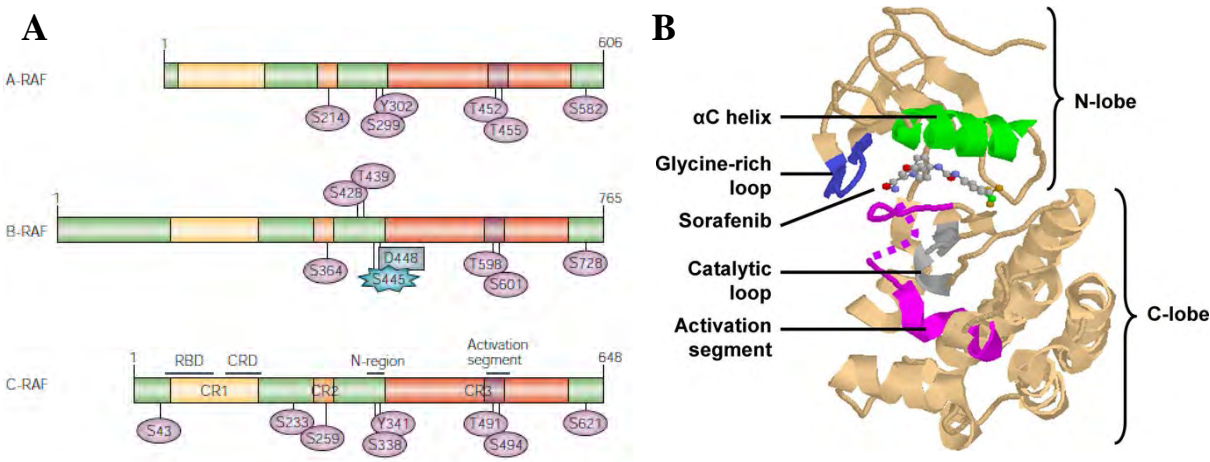 A
1
606
A-RAF
S214
Y302
S299
T452
T455
S582
T439
S428
1
765
B-RAF
S364
D448
S445
T598
S601
S728
1
RBD
CRD
N-region
Activation
segment
648
C-RAF
CR1
CR2
CR3
S43
S233
S259
Y341
S338
T491
S494
S621
B
N-lobe
αC helix
Glycine-rich
loop
Sorafenib
Catalytic
loop
Activation
segment
C-lobe